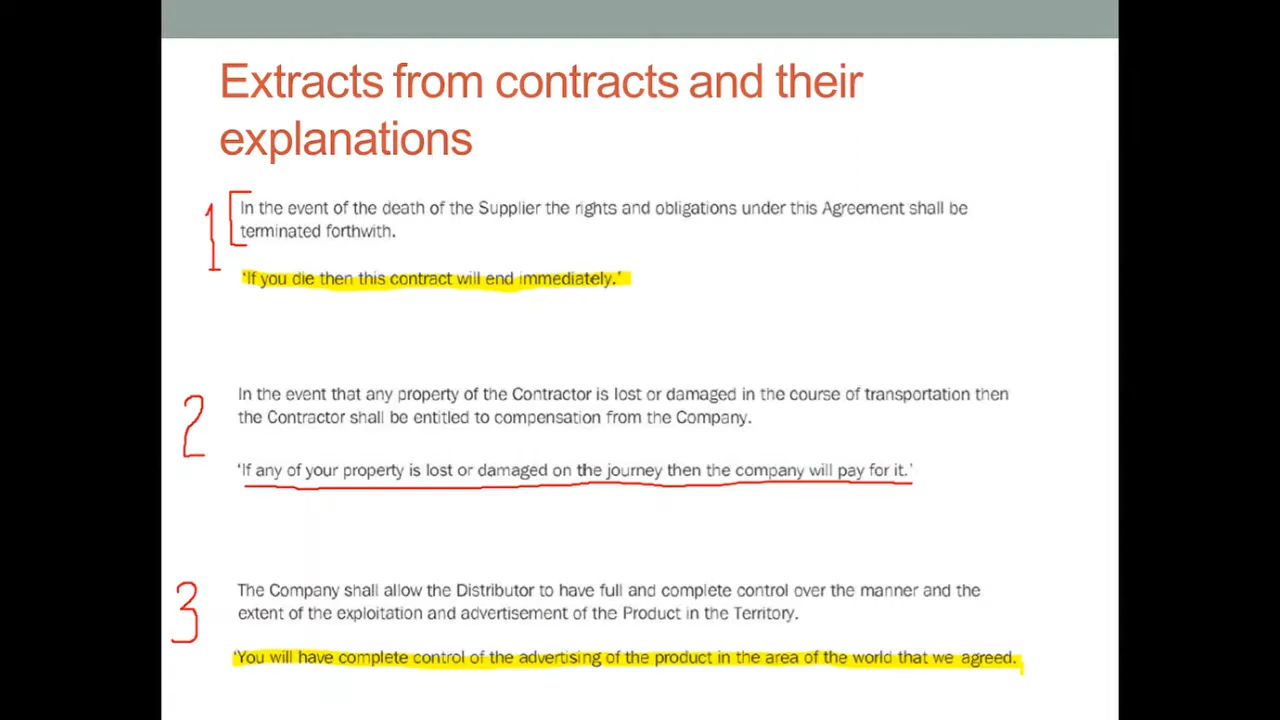 Extracts from contracts and their
explanations
1
In the event of the death of the Supplier the rights and obligations under this Agreement shall be
terminated forthwith.
‘If you die then this contract will end immediately.’
2
In the event that any property of the Contractor is lost or damaged in the course of transportation then
the Contractor shall be entitled to compensation from the Company.
‘If any of your property is lost or damaged on the journey then the company will pay for it.’
3
The Company shall allow the Distributor to have full and complete control over the manner and the
extent of the exploitation and advertisement of the Product in the Territory.
‘You will have complete control of the advertising of the product in the area of the world that we agreed.